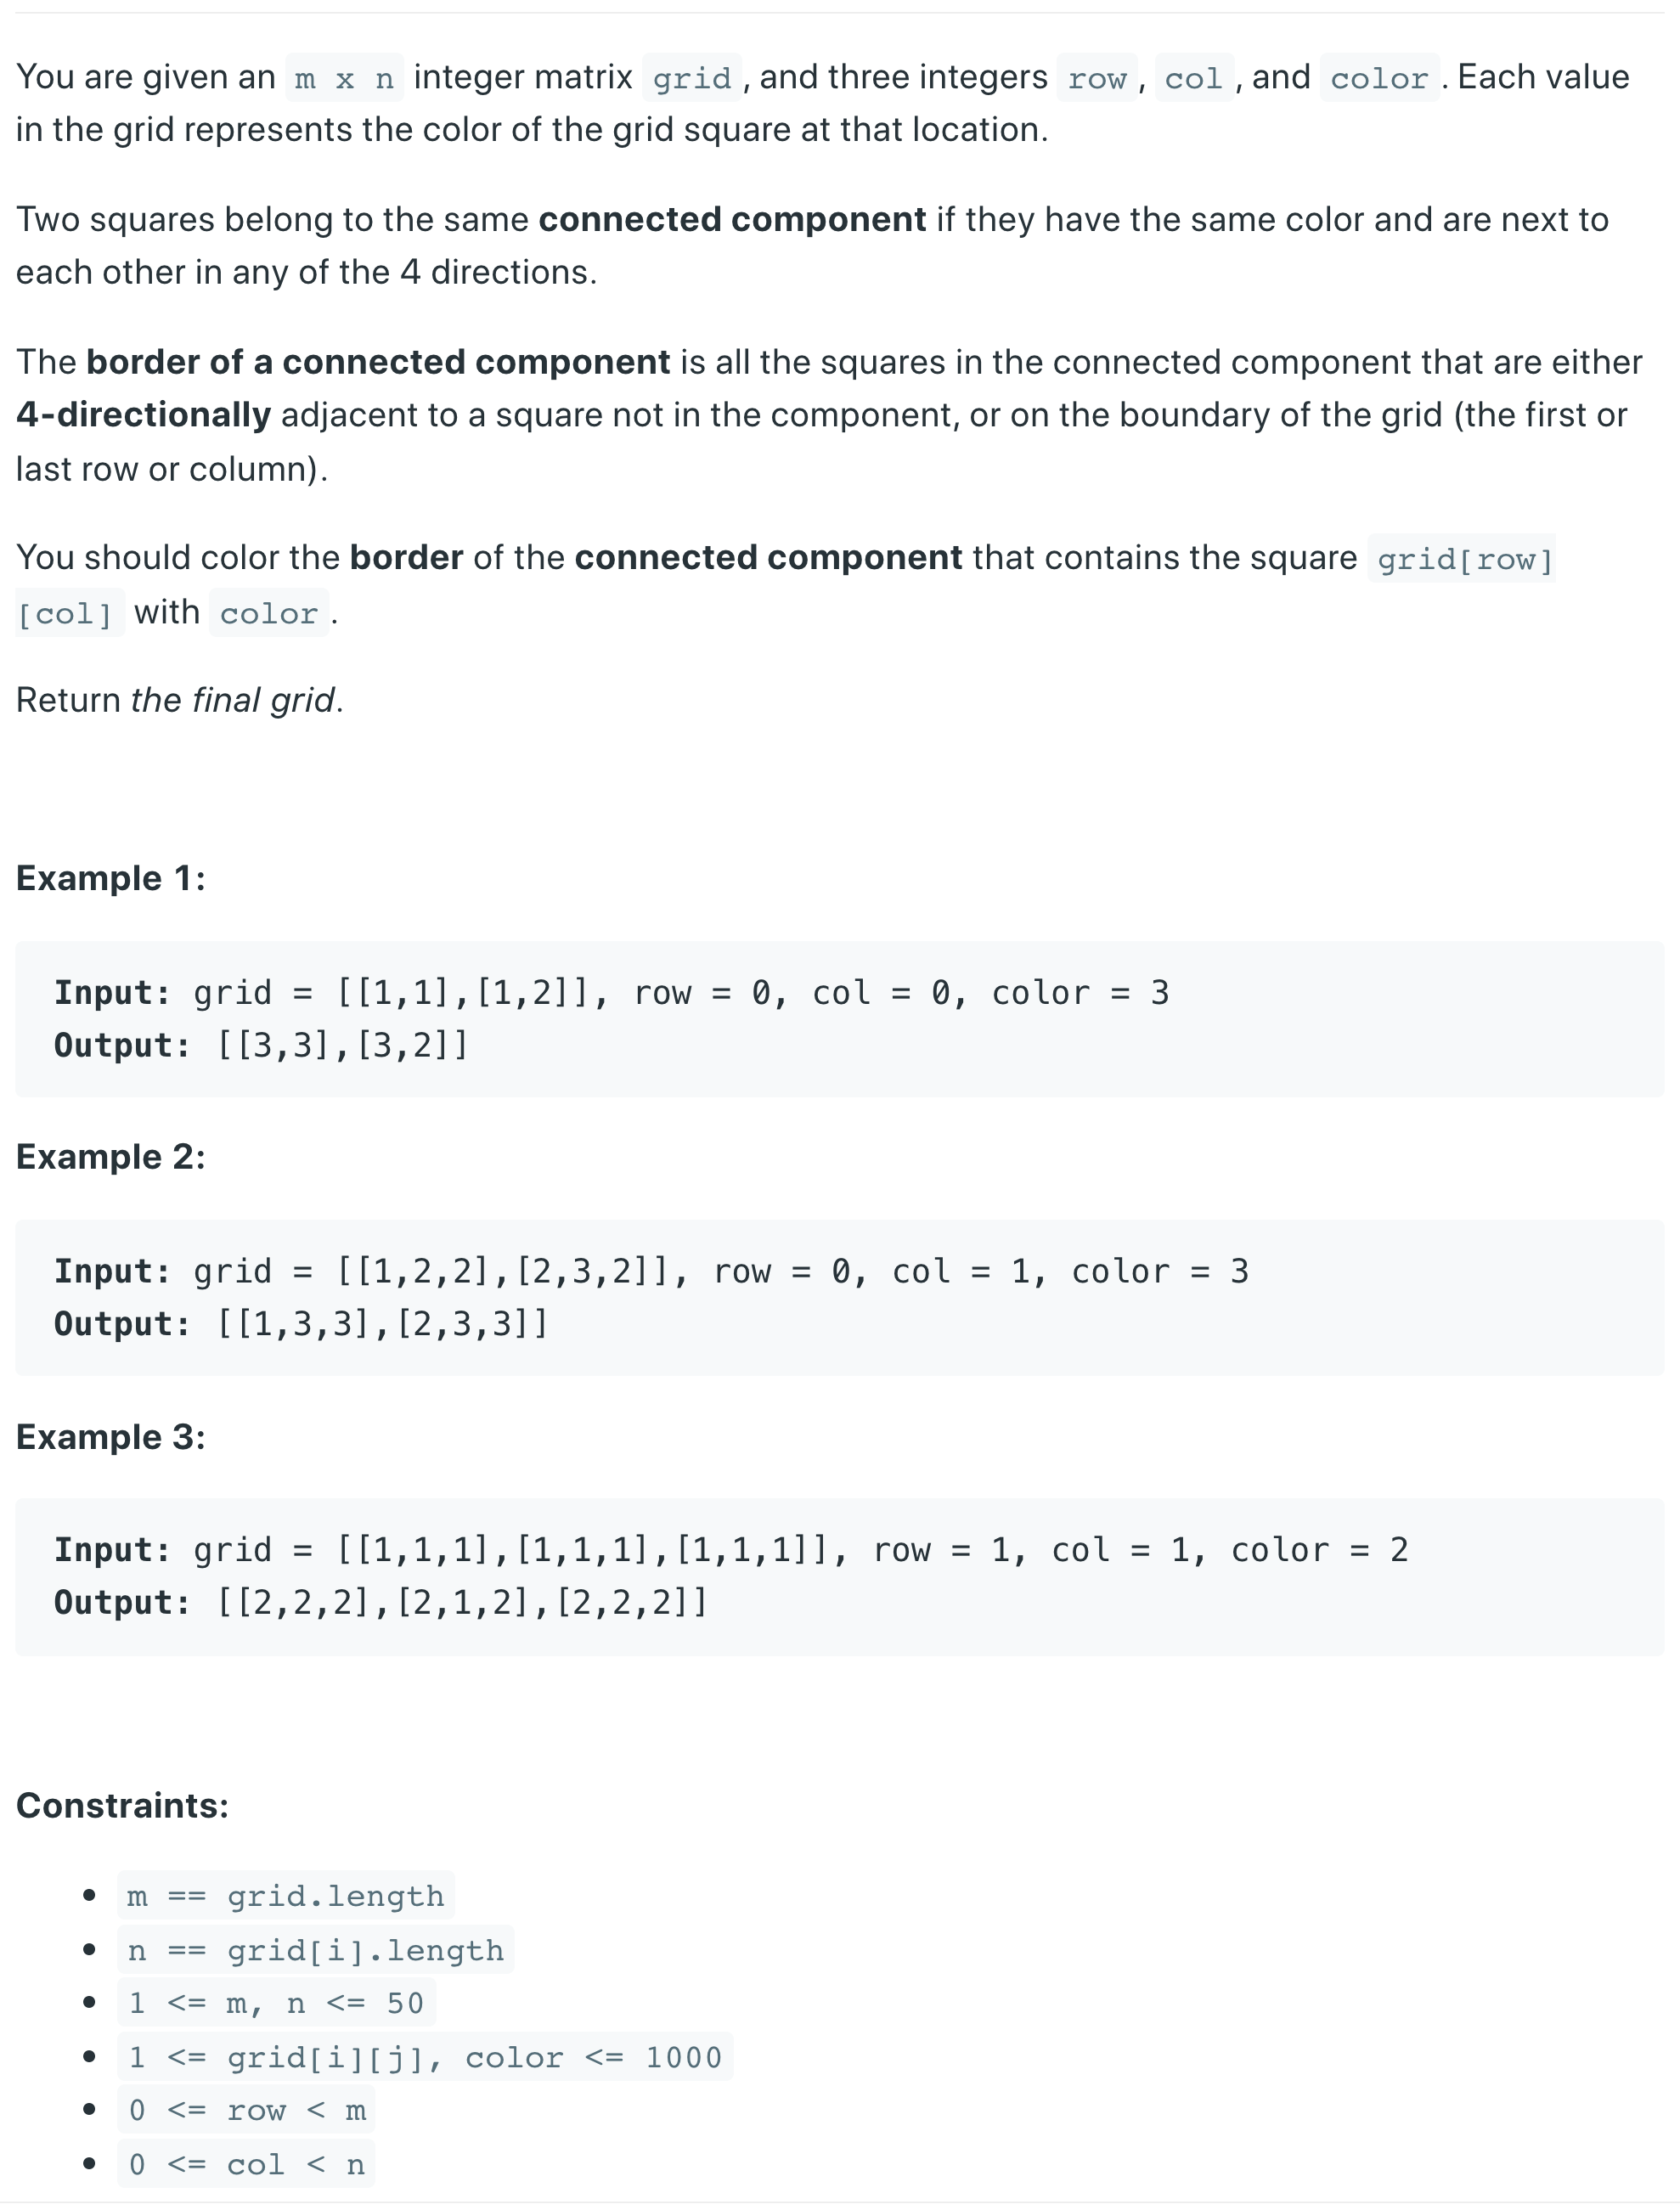 You are given an m x n integer matrix grid, and three integers row, col, and color. Each value
in the grid represents the color of the grid square at that location.
Two squares belong to the same connected component if they have the same color and are next to
each other in any of the 4 directions.
The border of a connected component is all the squares in the connected component that are either
4-directionally adjacent to a square not in the component, or on the boundary of the grid (the first or
last row or column).
You should color the border of the connected component that contains the square grid[row]
[col] with color.
Return the final grid.
Example 1:
Input: grid = [[1,1],[1,2]], row = 0, col = 0, color = 3
Output: [[3,3],[3,2]]
Example 2:
Input: grid = [[1,2,2],[2,3,2]], row = 0, col = 1, color = 3
Output: [[1,3,3],[2,3,3]]
Example 3:
Input: grid = [[1,1,1],[1,1,1],[1,1,1]], row = 1, col = 1, color = 2
Output: [[2,2,2],[2,1,2],[2,2,2]]
Constraints:
• m == grid.length
• n == grid[i].length
• 1 <= m, n <= 50
• 1 <= grid[i][j], color <= 1000
• 0 <= row < m
• 0 <= col < n